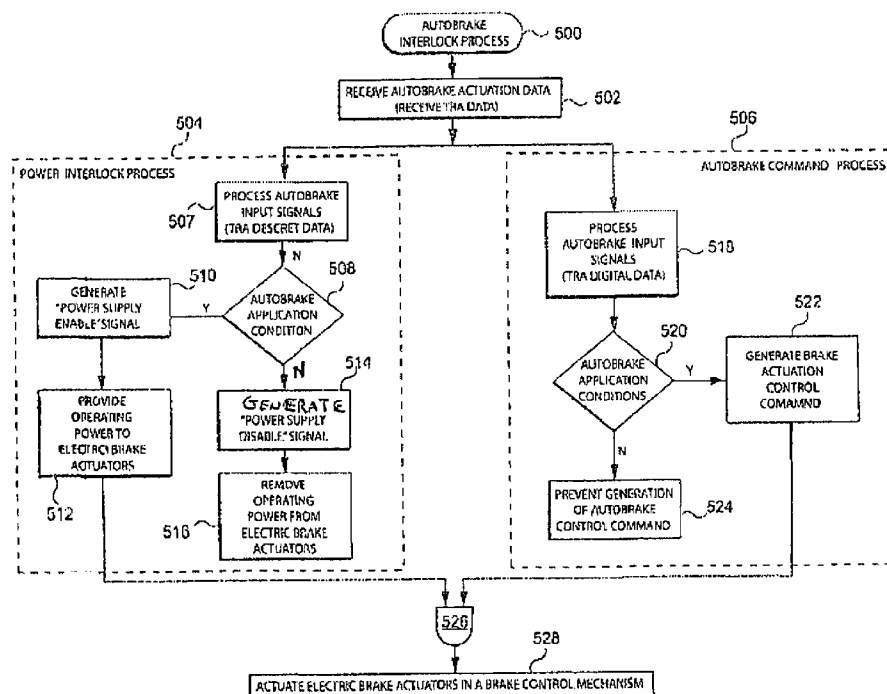 AUTOBRAKE
INTERLOCK PROCESS
500
RECEIVE AUTOBRAKE ACTUATION DATA
(RECEIVE TRA DATA)
502
504
POWER INTERLOCK PROCESS
507
PROCESS AUTOBRAKE
INPUT SIGNALS
(TRA DESCRET DATA)
N
508
AUTOBRAKE
APPLICATION
CONDITION
Y
510
GENERATE
"POWER SUPPLY
ENABLE" SIGNAL
PROVIDE
OPERATING
POWER TO
ELECTRIC BRAKE
ACTUATORS
512
N
514
GENERATE
"POWER SUPPLY
DISABLE" SIGNAL
516
REMOVE
OPERATING
POWER FROM
ELECTRIC BRAKE
ACTUATORS
506
AUTOBRAKE COMMAND PROCESS
PROCESS
AUTOBRAKE INPUT
SIGNALS
(TRA DIGITAL DATA)
518
520
AUTOBRAKE
APPLICATION
CONDITIONS
Y
522
GENERATE BRAKE
ACTUATION
CONTROL
COMAMND
N
PREVENT GENERATION
OF AUTOBRAKE
CONTROL COMMAND
524
526
528
ACTUATE ELECTRIC BRAKE ACTUATORS IN A BRAKE CONTROL MECHANISM